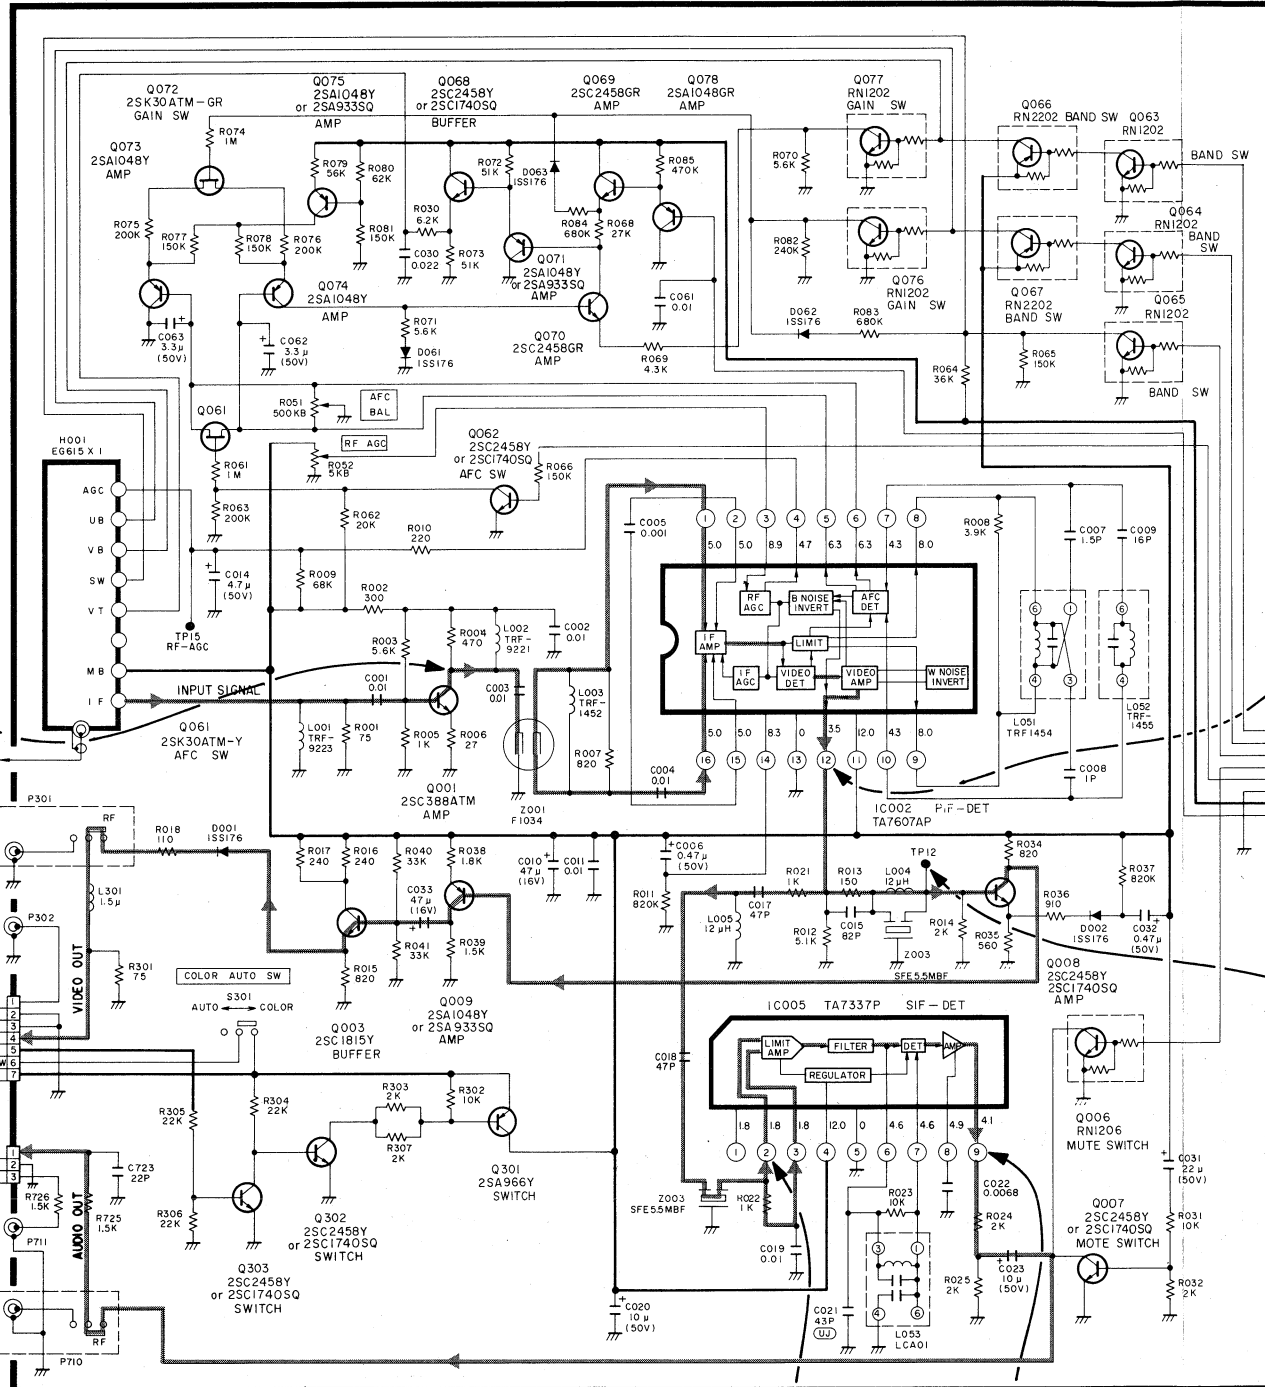 Q072
2SK30ATM-GR
GAIN SW
Q075
2SA1048Y
or 2SA933SQ
AMP
Q068
2SC2458Y
or 2SC1740SQ
BUFFER
Q069
2SC2458GR
AMP
Q078
2SA1048GR
AMP
Q077
RN1202
GAIN SW
Q066
RN2202 BAND SW
Q063
RN1202
BAND SW
R074
1M
Q073
2SA1048Y
AMP
R079
56K
R080
62K
R072
51K
D063
1SS176
R085
470K
R070
5.6K
R075
200K
R077
150K
R078
150K
R076
200K
R081
150K
R030
6.2K
C030
0.022
R073
51K
R084
680K
R068
27K
R082
240K
Q064
RN1202
BAND
SW
Q071
2SA1048Y
or 2SA933SQ
AMP
Q074
2SA1048Y
AMP
C061
0.01
Q076
RN1202
GAIN SW
Q067
RN2202
BAND SW
Q065
RN1202
C063
3.3μ
(50V)
C062
3.3μ
(50V)
R071
5.6K
D061
1SS176
Q070
2SC2458GR
AMP
R069
4.3K
D062
1SS176
R083
680K
R064
36K
R065
150K
BAND SW
R051
500KB
AFC
BAL
Q061
RF AGC
R052
5KB
Q062
2SC2458Y
or 2SC1740SQ
AFC SW
R066
150K
H001
EG615X1
R061
1M
R063
200K
R062
20K
R010
220
AGC
UB
VB
SW
VT
MB
IF
C014
4.7μ
(50V)
R009
68K
R002
300
TP15
RF-AGC
R003
5.6K
R004
470
L002
TRF-
9221
C002
0.01
C005
0.001
1 2 3 4 5 6 7 8
5.0 5.0 8.9 4.7 6.3 6.3 4.3 8.0
R008
3.9K
C007
1.5P
C009
16P
RF
AGC
B NOISE
INVERT
AFC
DET
IF
AMP
LIMIT
IF
AGC
VIDEO
DET
VIDEO
AMP
W NOISE
INVERT
6 1 6
4 3 4
L051
TRF1454
L052
TRF-
1455
INPUT SIGNAL
C001
0.01
C003
0.01
L003
TRF-
1452
Q061
2SK30ATM-Y
AFC SW
L001
TRF-
9223
R001
75
R005
1K
R006
27
R007
820
C004
0.01
5.0 5.0 8.3 0 3.5 12.0 4.3 8.0
16 15 14 13 12 11 10 9
C008
1P
Q001
2SC388ATM
AMP
Z001
F1034
IC002 PIF-DET
TA7607AP
P301
RF
R018
110
D001
1SS176
R017
240
R016
240
R040
33K
R038
1.8K
C033
47μ
(16V)
C010
47μ
(16V)
C011
0.01
C006
0.47μ
(50V)
R011
820K
TP12
R034
820
R037
820K
L301
1.5μ
P302
C017
47P
R021
1K
R013
150
L004
12μH
L005
12μH
C015
82P
R012
5.1K
R014
2K
R035
560
R036
910
D002
1SS176
C032
0.47μ
(50V)
Z003
SFE5.5MBF
R301
75
VIDEO OUT
R015
820
R041
33K
R039
1.5K
Q008
2SC2458Y
2SC1740SQ
AMP
COLOR AUTO SW
S301
AUTO COLOR
Q003
2SC1815Y
BUFFER
Q009
2SA1048Y
or 2SA933SQ
AMP
IC005 TA7337P SIF-DET
LIMIT
AMP
FILTER
DET
AMP
REGULATOR
1
2
3
4
5
6
7
C018
47P
1.8 1.8 1.8 12.0 0 4.6 4.6 4.9 4.1
1 2 3 4 5 6 7 8 9
Q006
RN1206
MUTE SWITCH
R305
22K
R304
22K
R303
2K
R307
2K
R302
10K
Q301
2SA966Y
SWITCH
1
2
3
C723
22P
R726
1.5K
R725
1.5K
AUDIO OUT
P711
R306
22K
Q302
2SC2458Y
or 2SC1740SQ
SWITCH
Q303
2SC2458Y
or 2SC1740SQ
SWITCH
Z003
SFE5.5MBF
R022
1K
C019
0.01
R023
10K
C022
0.0068
R024
2K
C031
22μ
(50V)
Q007
2SC2458Y
or 2SC1740SQ
MOTE SWITCH
R031
10K
R032
2K
3 1
4 6
R025
2K
C023
10μ
(50V)
C020
10μ
(50V)
C021
43P
UJ
L053
LCA01
RF
P710